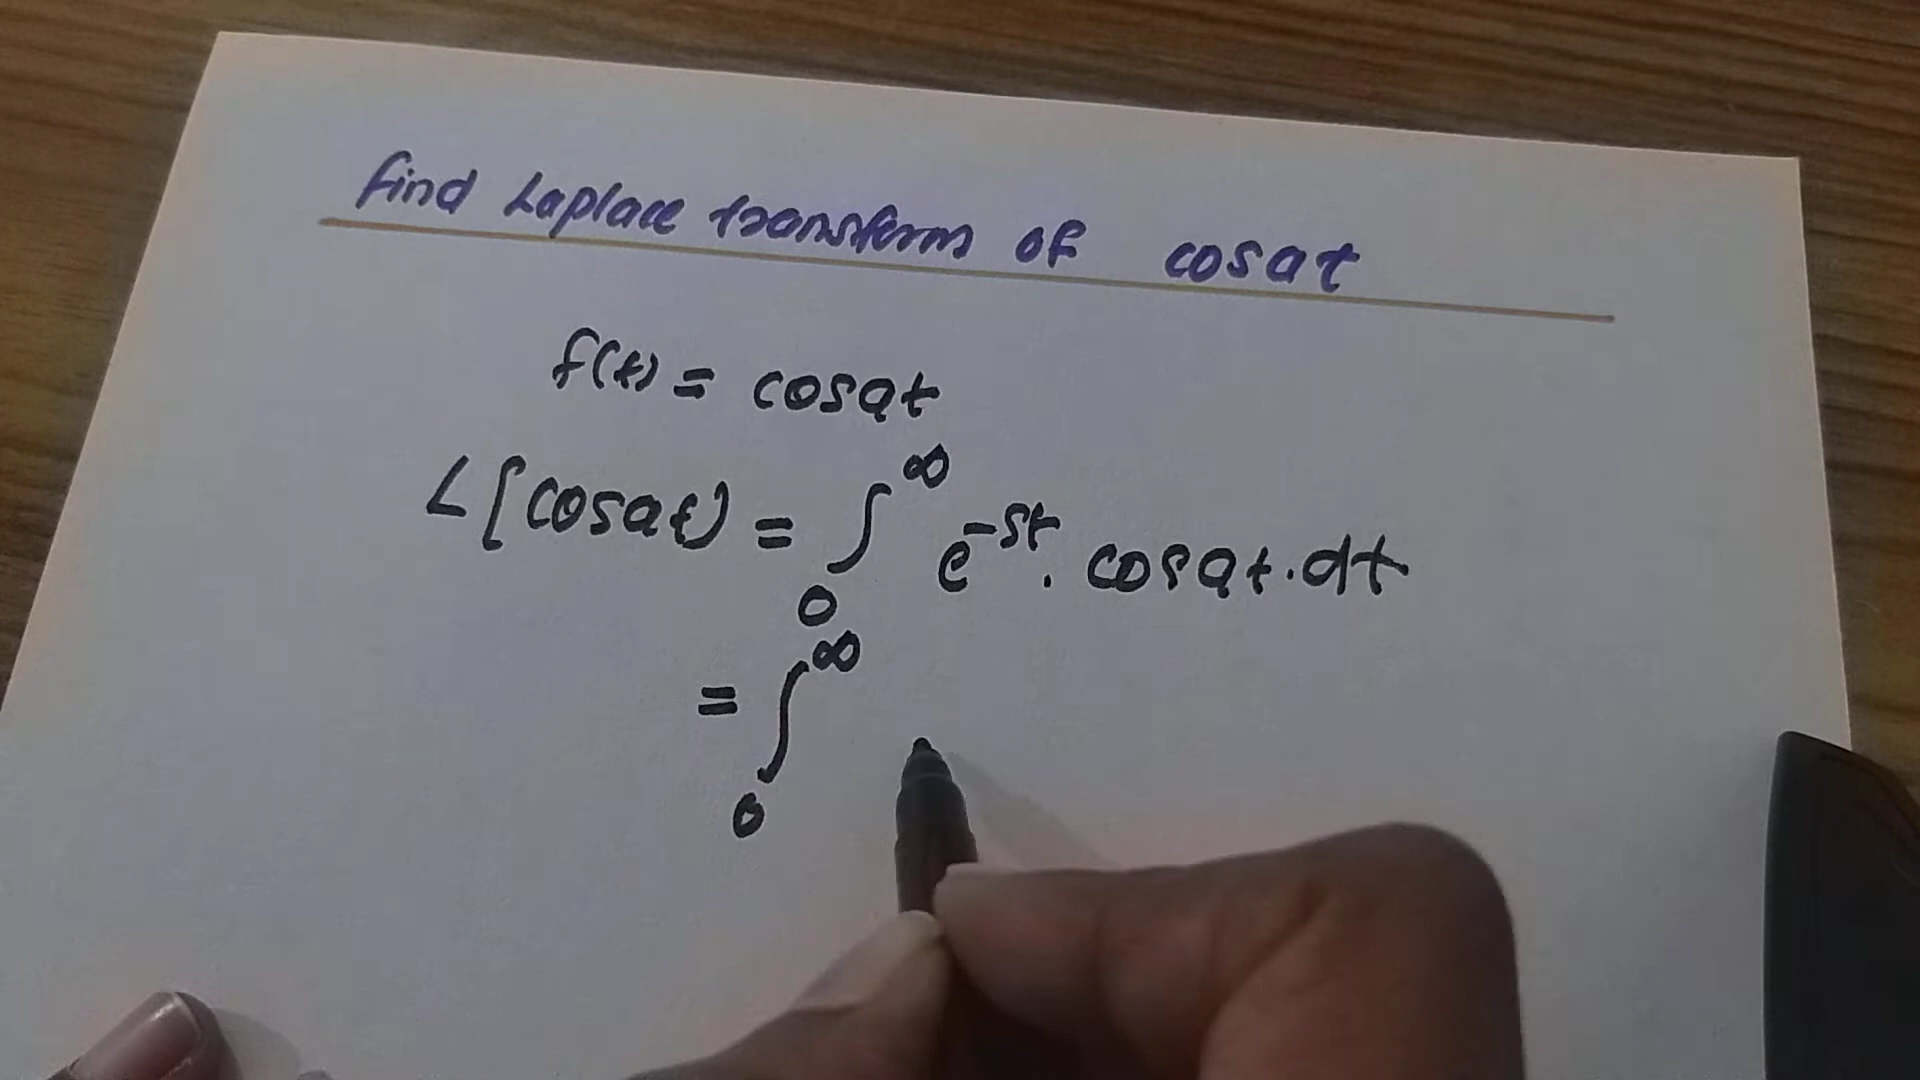 Find Laplace transform of cosat
f(t) = cosat
L[cosat) = ∫₀^∞ e^-st . cosat.dt
= ∫₀^∞